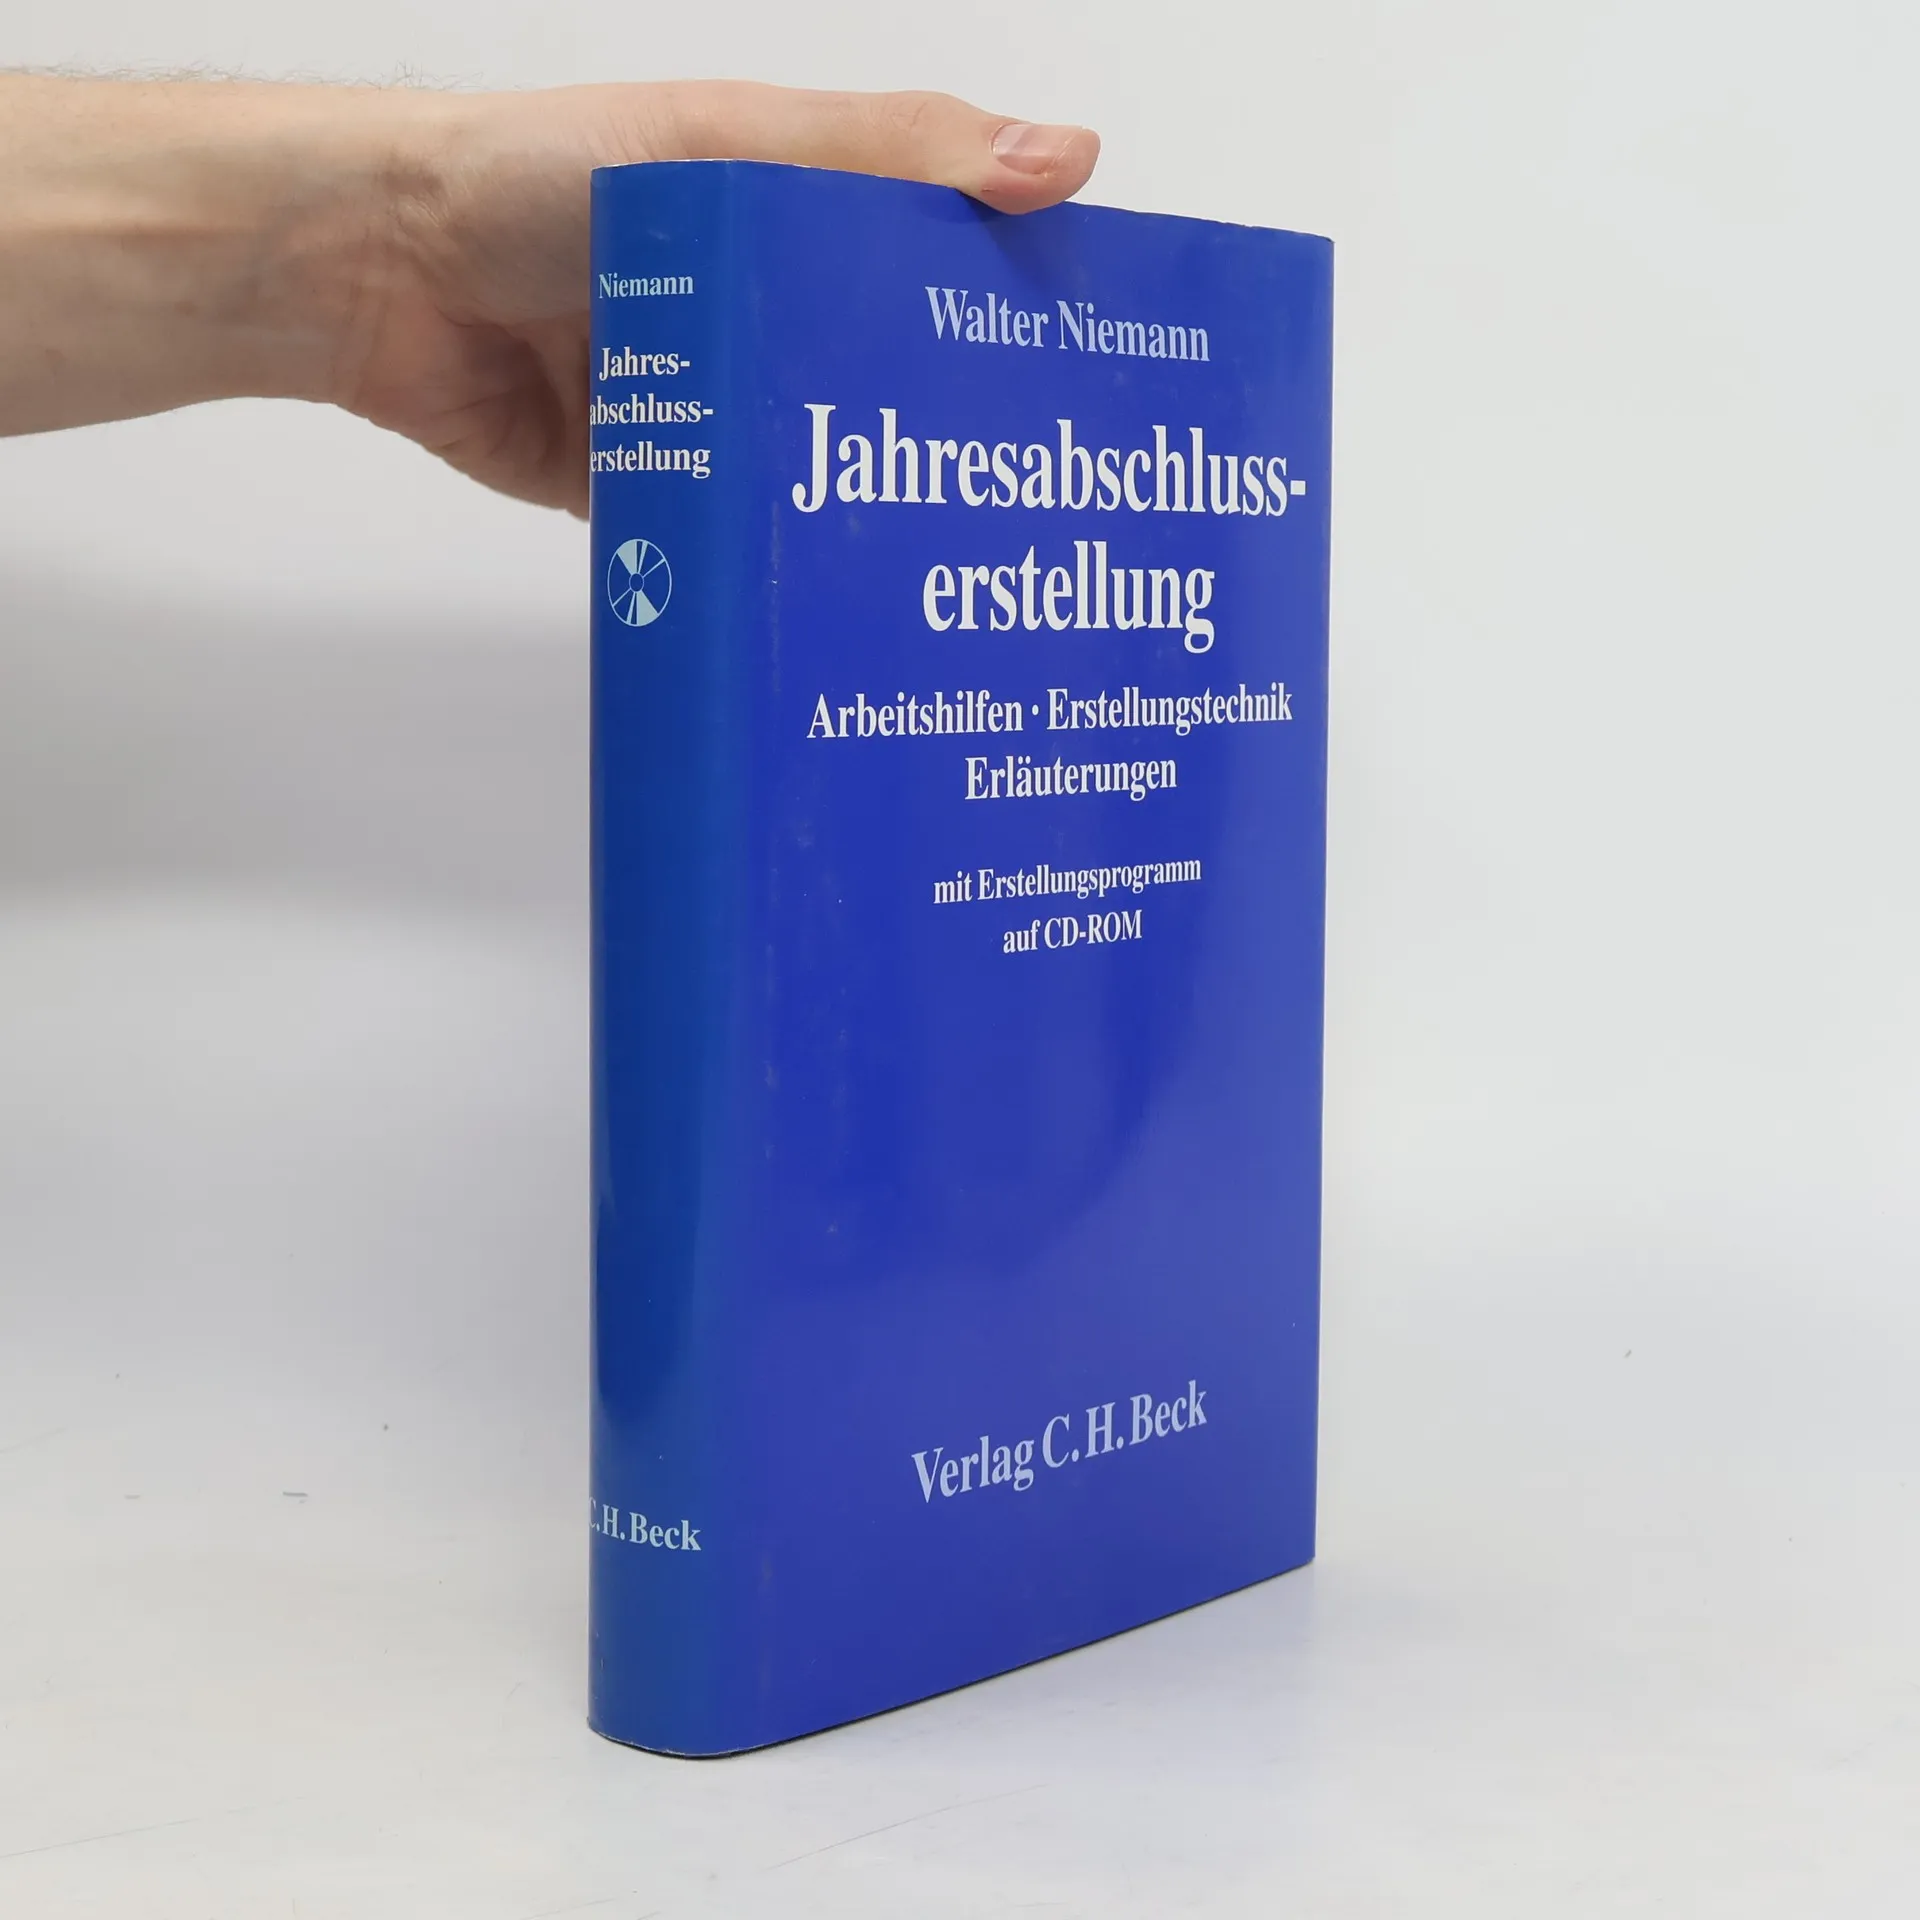 Niemann
Jahres-
abschluss-
erstellung
C.H.Beck
Walter Niemann
Jahresabschluss-
erstellung
Arbeitshilfen · Erstellungstechnik
Erläuterungen
mit Erstellungsprogramm
auf CD-ROM
Verlag C.H.Beck